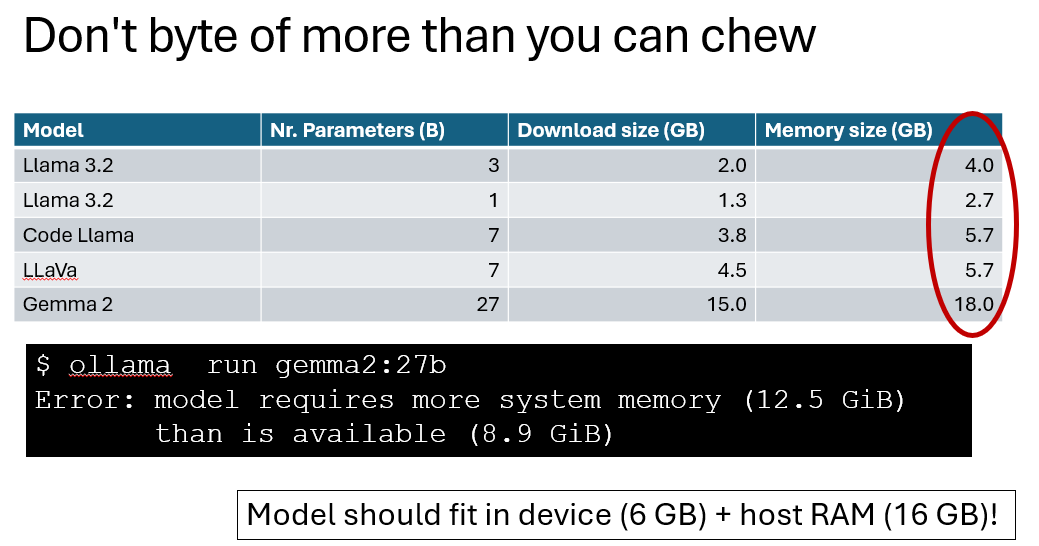 Don't byte of more than you can chew
Model Nr. Parameters (B) Download size (GB) Memory size (GB)
Llama 3.2 3 2.0 4.0
Llama 3.2 1 1.3 2.7
Code Llama 7 3.8 5.7
LLaVa 7 4.5 5.7
Gemma 2 27 15.0 18.0
$ ollama  run gemma2:27b
Error: model requires more system memory (12.5 GiB)
       than is available (8.9 GiB)
Model should fit in device (6 GB) + host RAM (16 GB)!